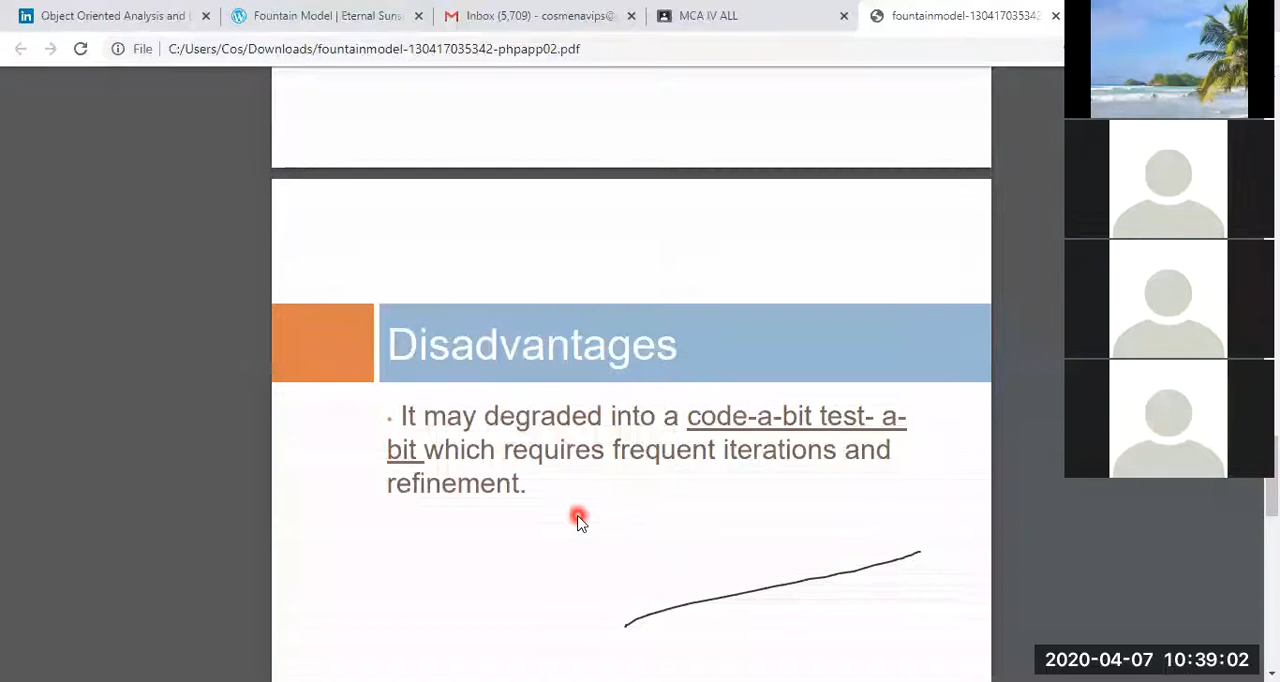 Object Oriented Analysis and
Fountain Model | Eternal Suns
Inbox (5,709) - cosmenavips@
MCA IV ALL
fountainmodel-130417035342
File
C:/Users/Cos/Downloads/fountainmodel-130417035342-phpapp02.pdf
Disadvantages
• It may degraded into a code-a-bit test- a-
bit which requires frequent iterations and
refinement.
2020-04-07 10:39:02